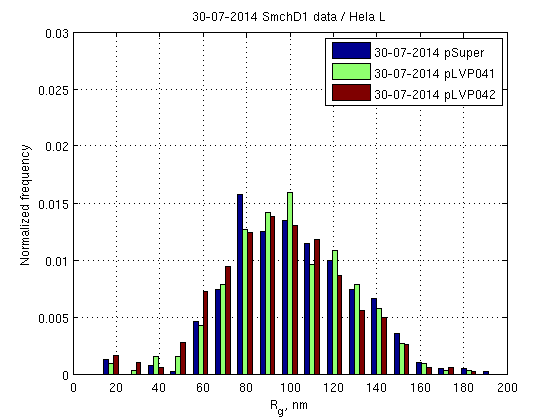 30-07-2014 SmchD1 data / Hela L
0.03
0.025
0.02
0.015
0.01
0.005
0
Normalized frequency
30-07-2014 pSuper
30-07-2014 pLVP041
30-07-2014 pLVP042
0 20 40 60 80 100 120 140 160 180 200
Rg, nm